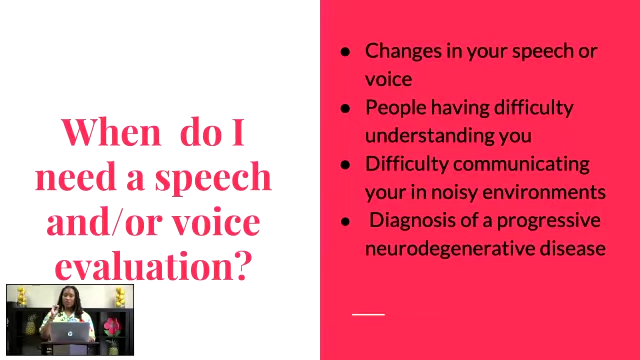 When do I
need a speech
and/or voice
evaluation?
● Changes in your speech or
voice
● People having difficulty
understanding you
● Difficulty communicating
your in noisy environments
● Diagnosis of a progressive
neurodegenerative disease